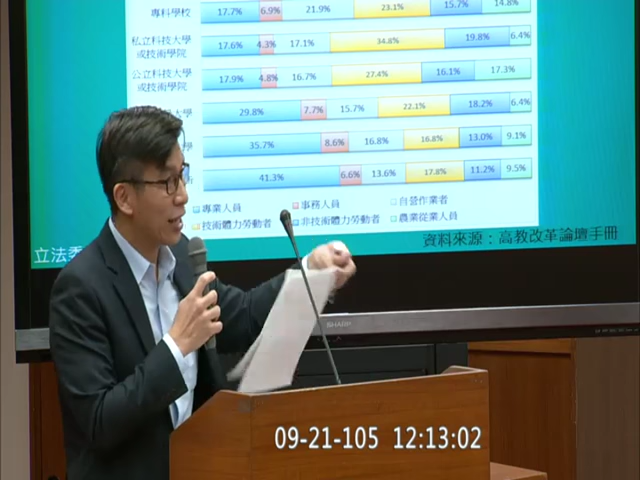 專科學校 17.7% 6.9% 21.9% 23.1% 15.7% 14.8%
私立科技大學
或技術學院 17.6% 4.3% 17.1% 34.8% 19.8% 6.4%
公立科技大學
或技術學院 17.9% 4.8% 16.7% 27.4% 16.1% 17.3%
大學 29.8% 7.7% 15.7% 22.1% 18.2% 6.4%
35.7% 8.6% 16.8% 16.8% 13.0% 9.1%
41.3% 6.6% 13.6% 17.8% 11.2% 9.5%
專業人員 事務人員 自營作業者
技術體力勞動者 非技術體力勞動者 農業從業人員
立法委
資料來源：高教改革論壇手冊
SHARP
09-21-105 12:13:02